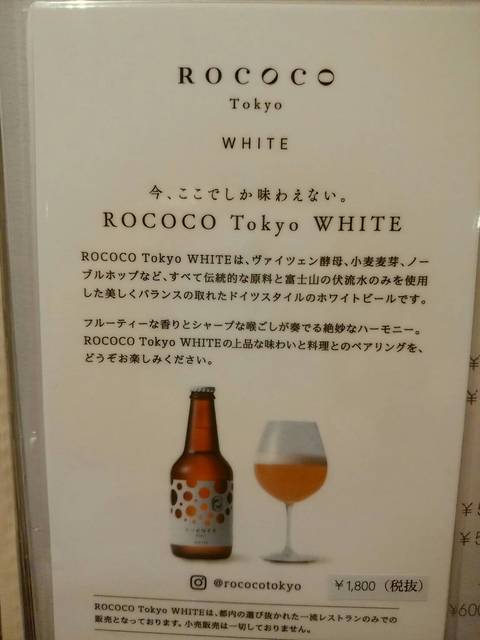 ROCOCO
Tokyo
WHITE
今、ここでしか味わえない。
ROCOCO Tokyo WHITE
ROCOCO Tokyo WHITEは、ヴァイツェン酵母、小麦麦芽、ノー
ブルホップなど、すべて伝統的な原料と富士山の伏流水のみを使用
した美しくバランスの取れたドイツスタイルのホワイトビールです。
フルーティーな香りとシャープな喉ごしが奏でる絶妙なハーモニー。
ROCOCO Tokyo WHITEの上品な味わいと料理とのペアリングを、
どうぞお楽しみください。
@rococotokyo
￥1,800（税抜）
ROCOCO Tokyo WHITEは、都内の選び抜かれた一流レストランのみでの
販売となっております。小売販売は一切しておりません。